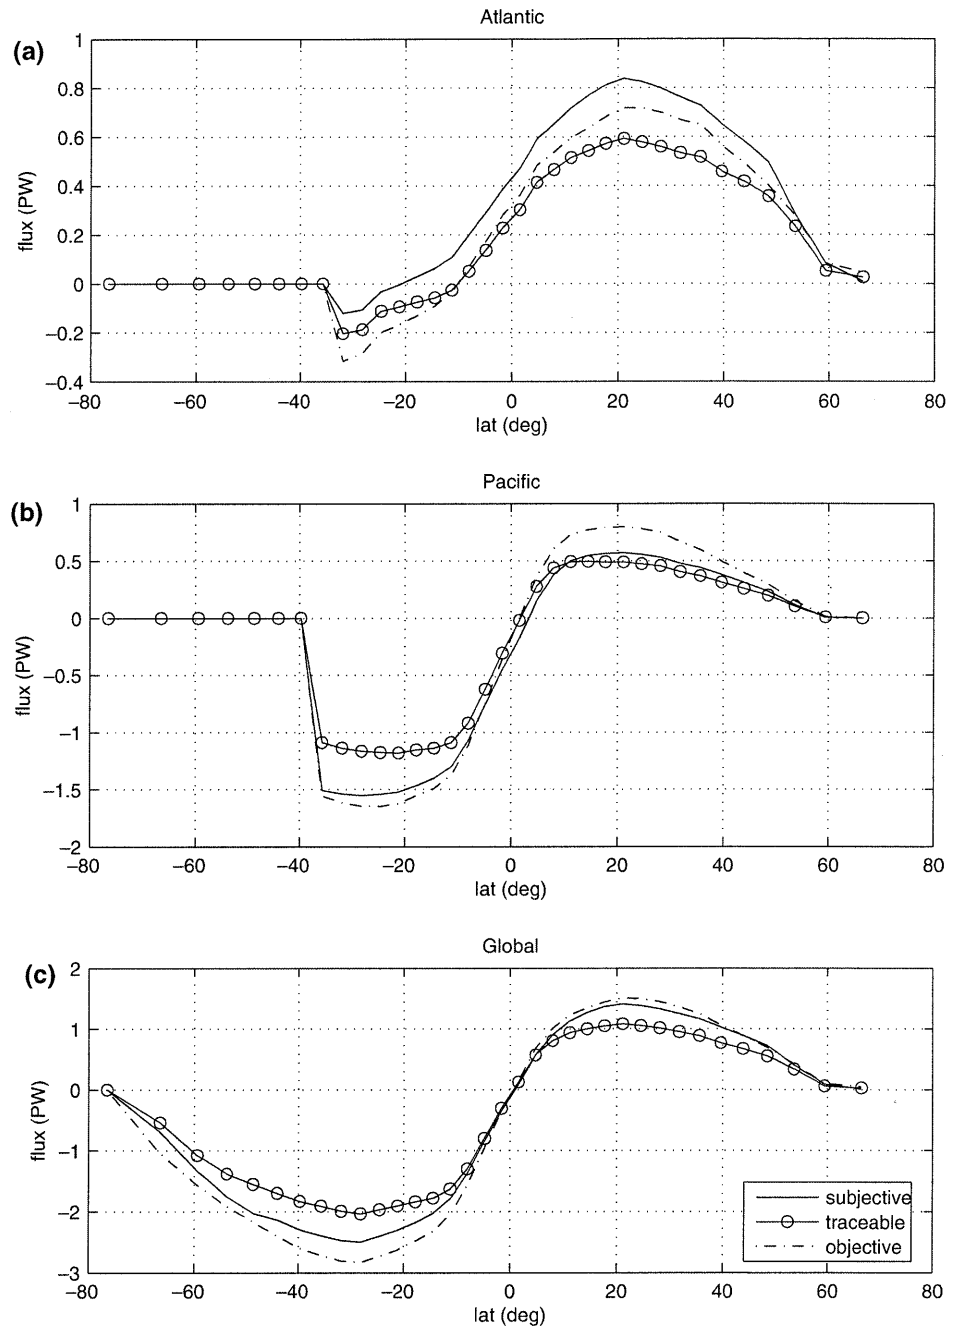 Atlantic
(a)
1
0.8
0.6
0.4
0.2
0
−0.2
−0.4
flux (PW)
−80 −60 −40 −20 0 20 40 60 80
lat (deg)
Pacific
(b)
1
0.5
0
−0.5
−1
−1.5
−2
flux (PW)
−80 −60 −40 −20 0 20 40 60 80
lat (deg)
Global
(c)
2
1
0
−1
−2
−3
flux (PW)
subjective
traceable
objective
−80 −60 −40 −20 0 20 40 60 80
lat (deg)